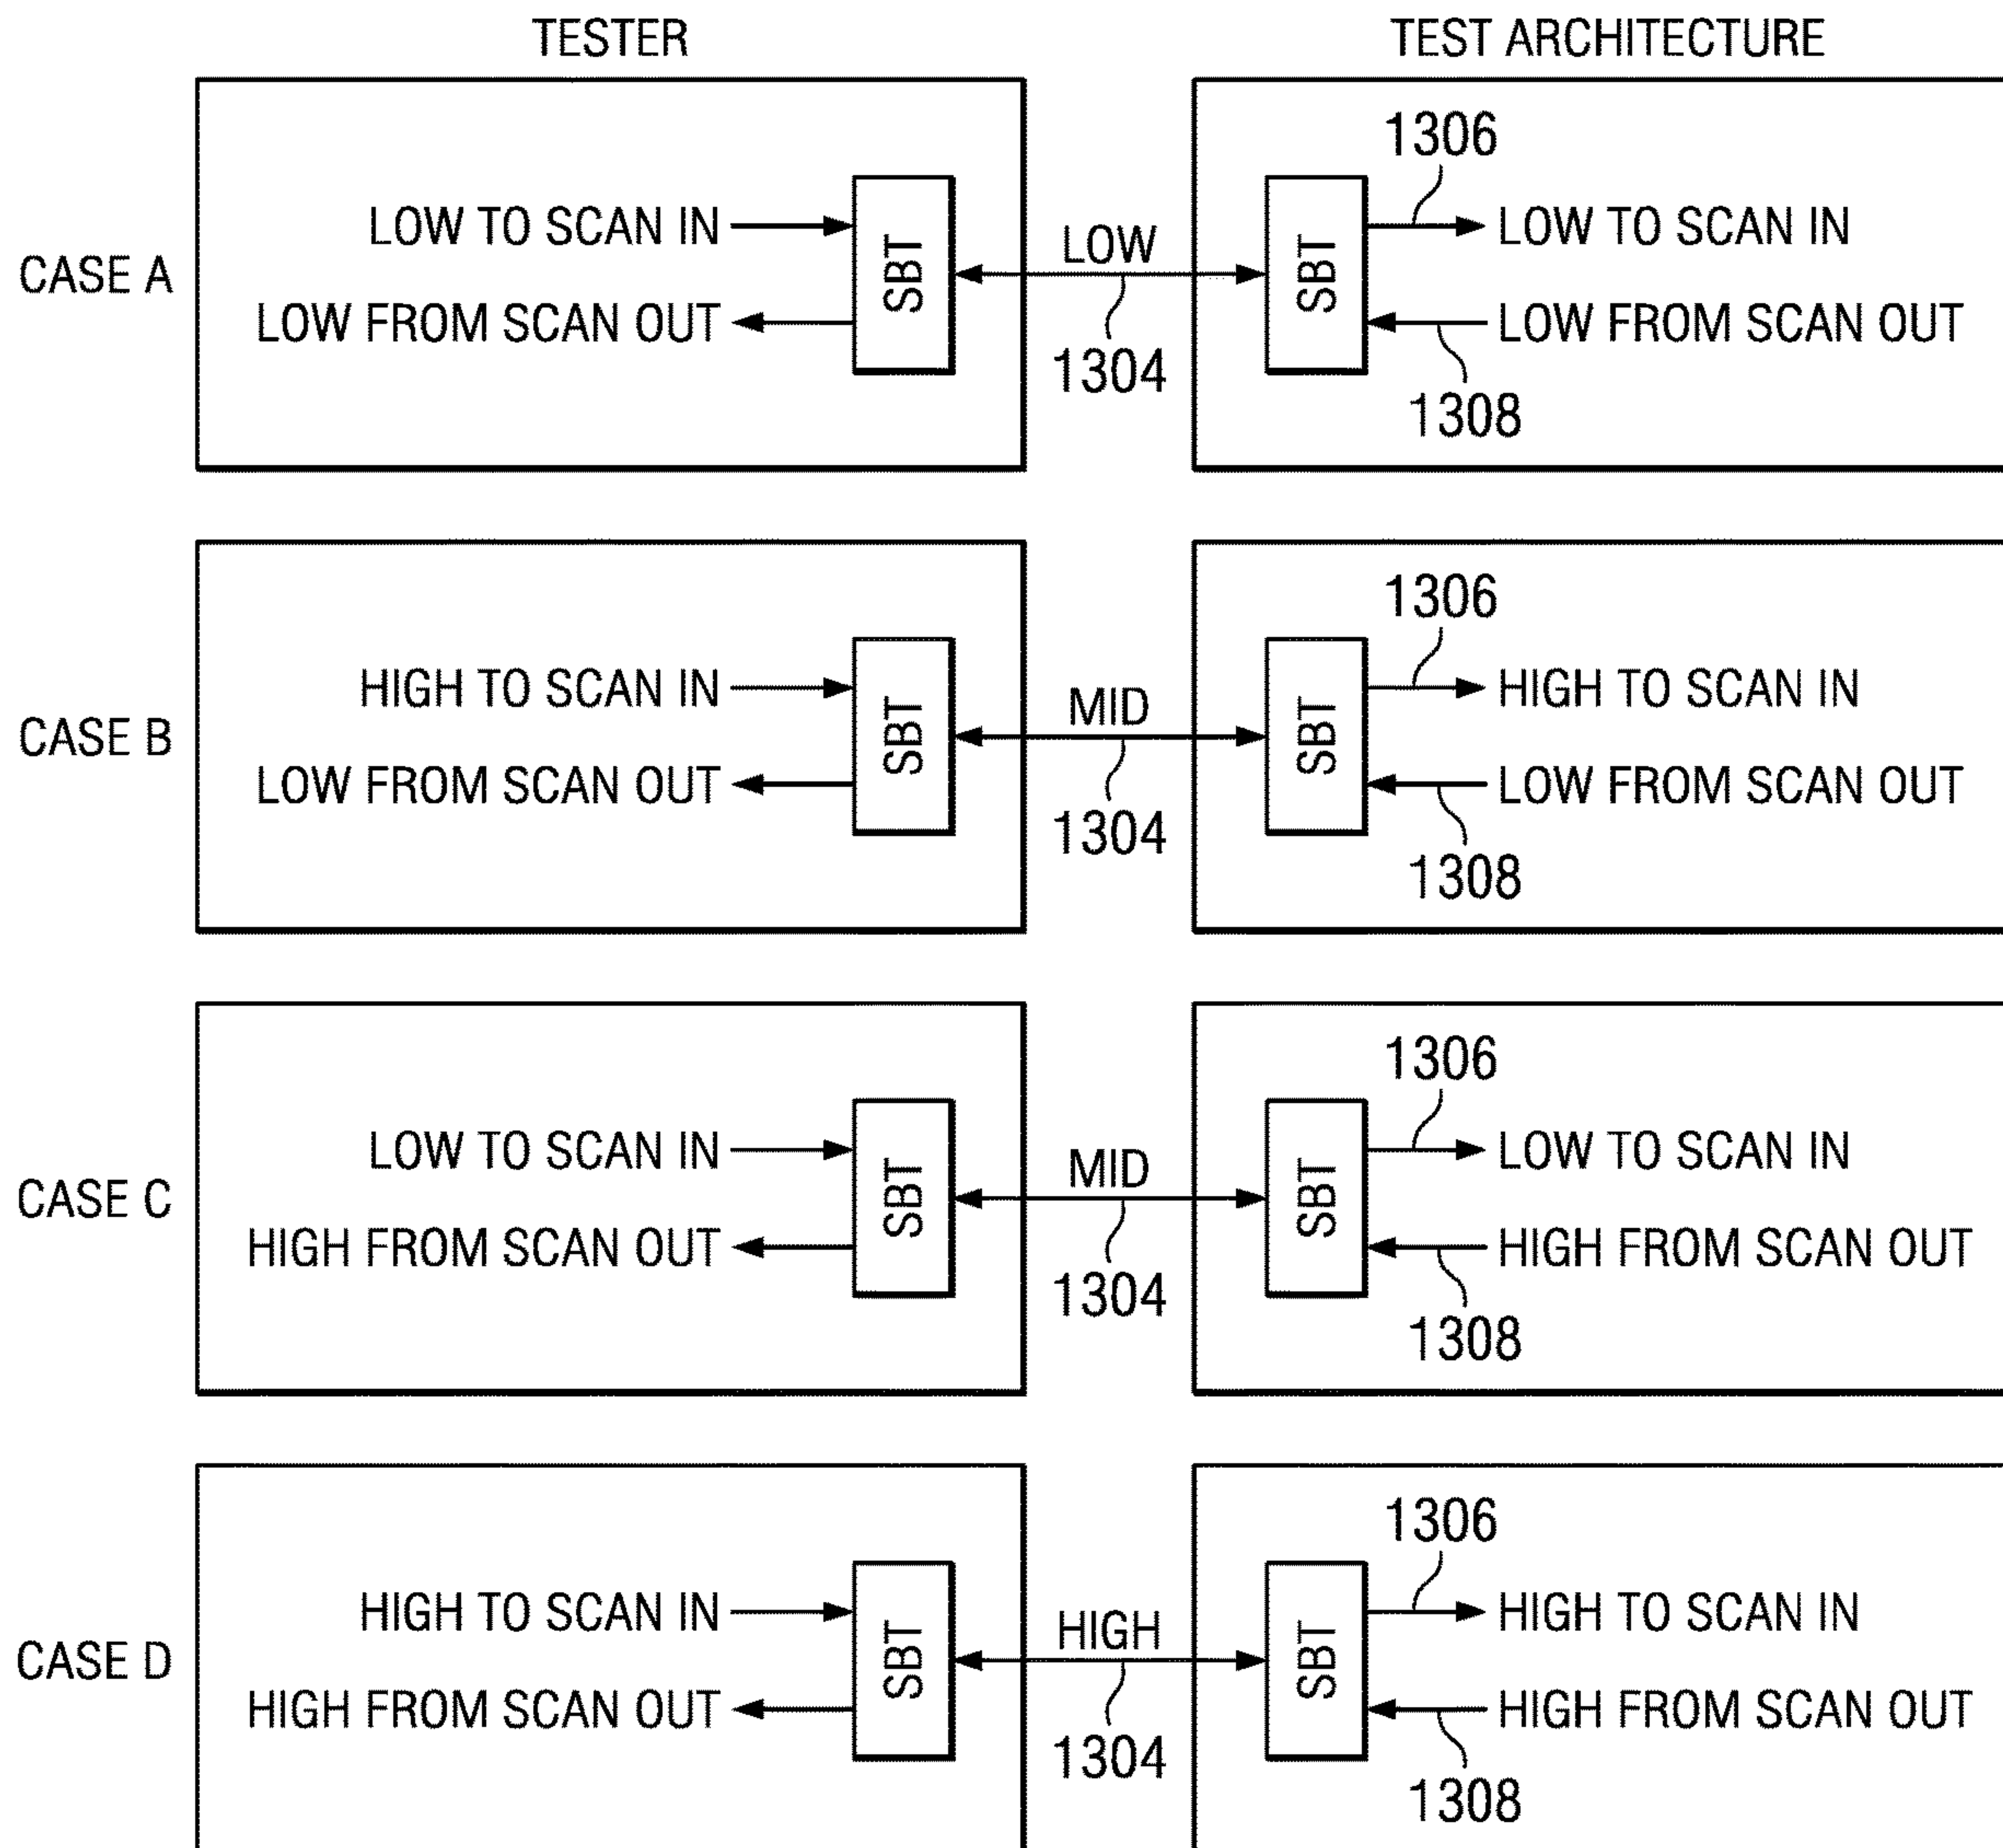 TESTER
TEST ARCHITECTURE
CASE A
LOW TO SCAN IN
LOW FROM SCAN OUT
SBT
LOW
1304
SBT
1306
LOW TO SCAN IN
LOW FROM SCAN OUT
1308
CASE B
HIGH TO SCAN IN
LOW FROM SCAN OUT
SBT
MID
1304
SBT
1306
HIGH TO SCAN IN
LOW FROM SCAN OUT
1308
CASE C
LOW TO SCAN IN
HIGH FROM SCAN OUT
SBT
MID
1304
SBT
1306
LOW TO SCAN IN
HIGH FROM SCAN OUT
1308
CASE D
HIGH TO SCAN IN
HIGH FROM SCAN OUT
SBT
HIGH
1304
SBT
1306
HIGH TO SCAN IN
HIGH FROM SCAN OUT
1308